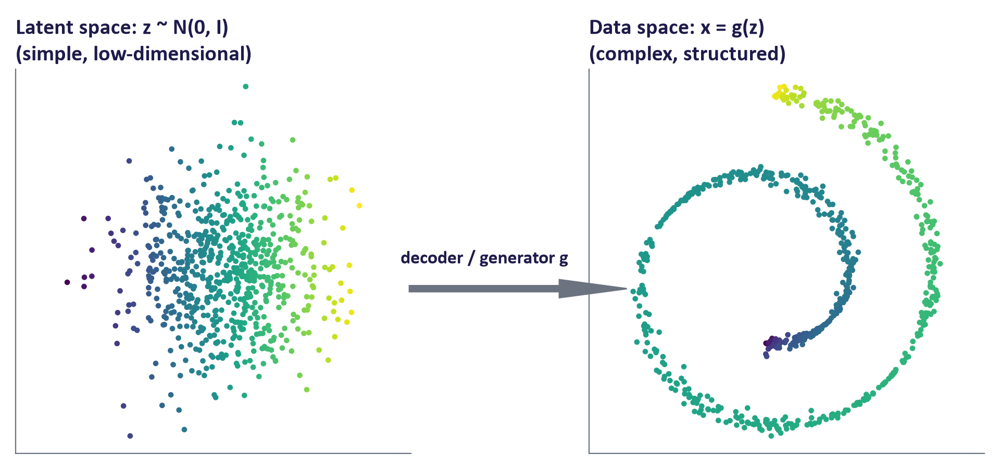 Latent space: z ~ N(0, I)
(simple, low-dimensional)
Data space: x = g(z)
(complex, structured)
decoder / generator g